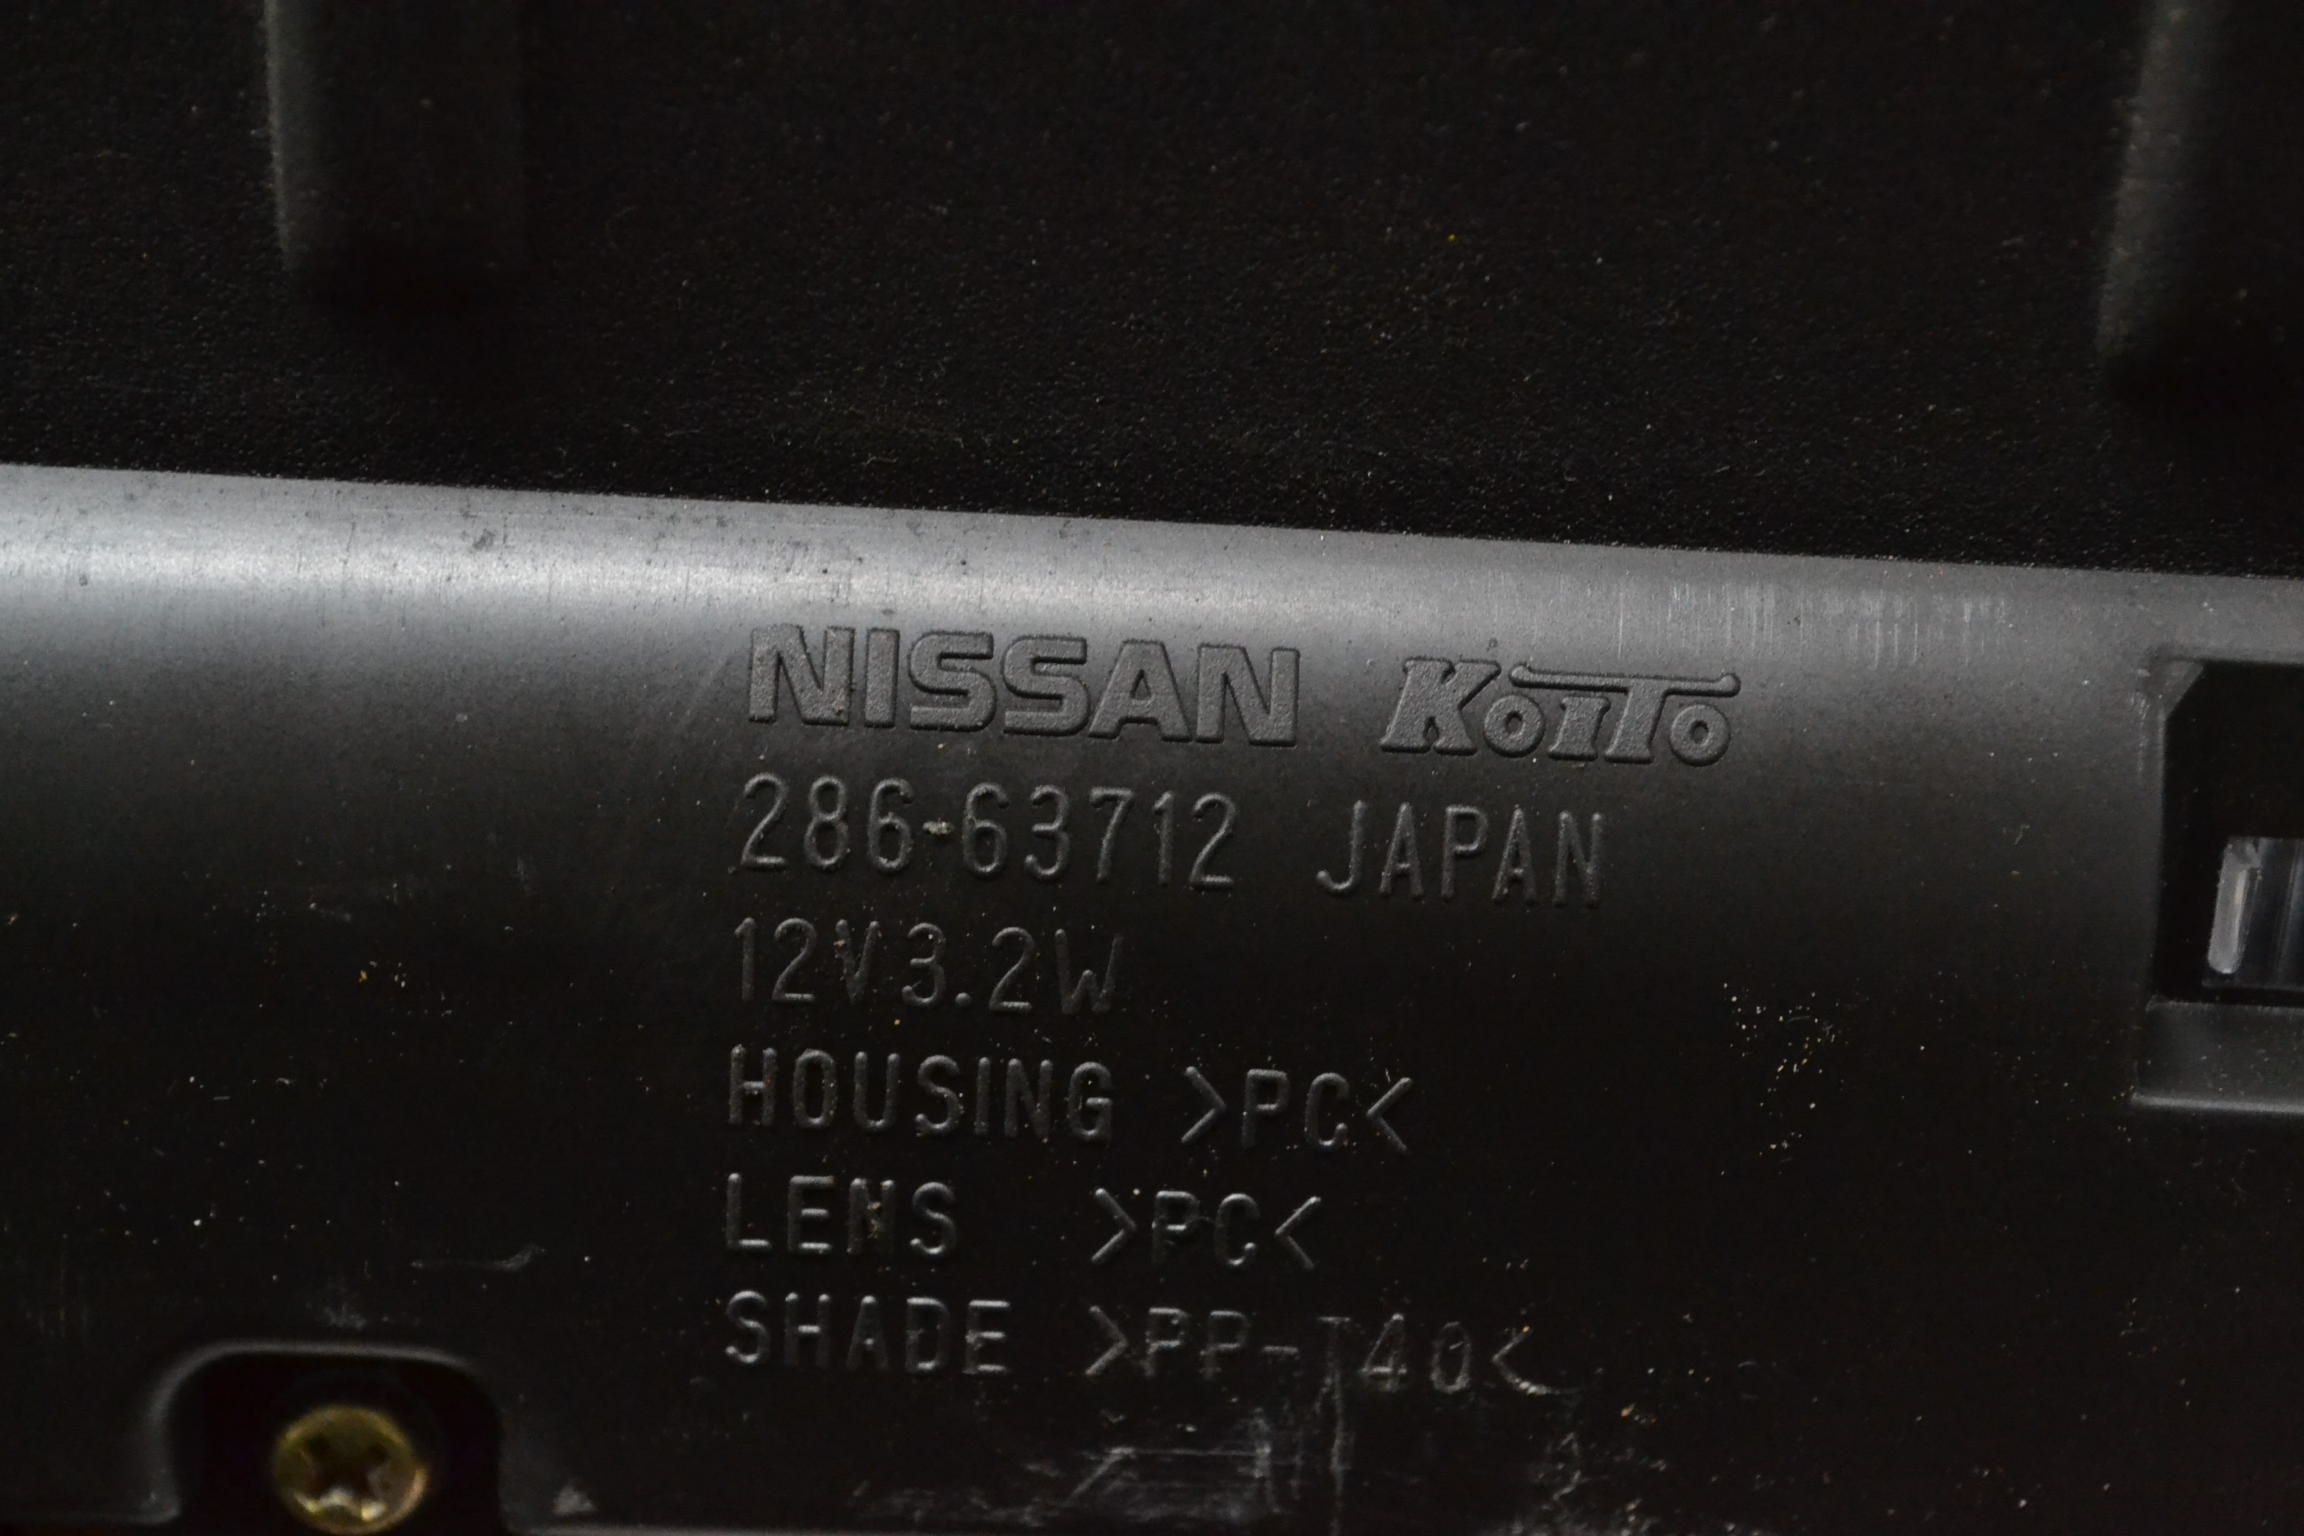 NISSAN KOITO
286-63712 JAPAN
12V3.2W
HOUSING >PC<
LENS >PC<
SHADE >PP-T40<